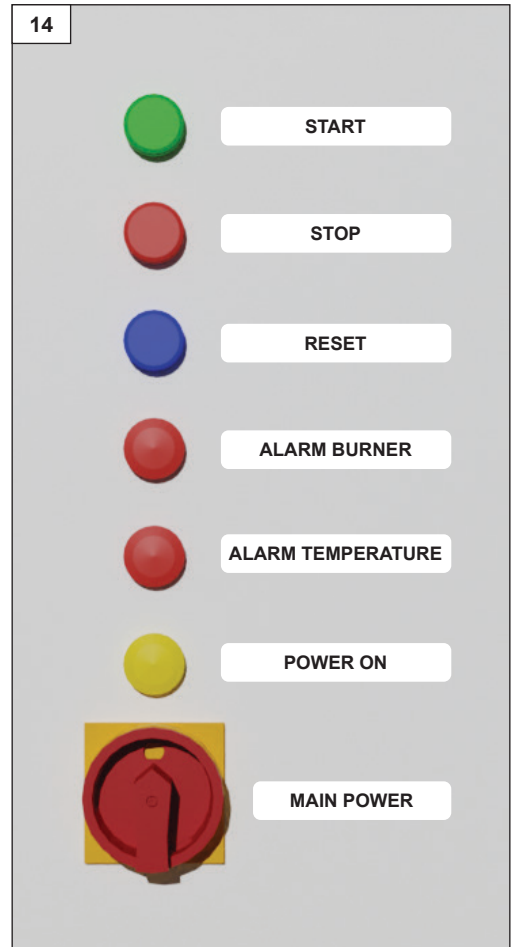 14
START
STOP
RESET
ALARM BURNER
ALARM TEMPERATURE
POWER ON
MAIN POWER